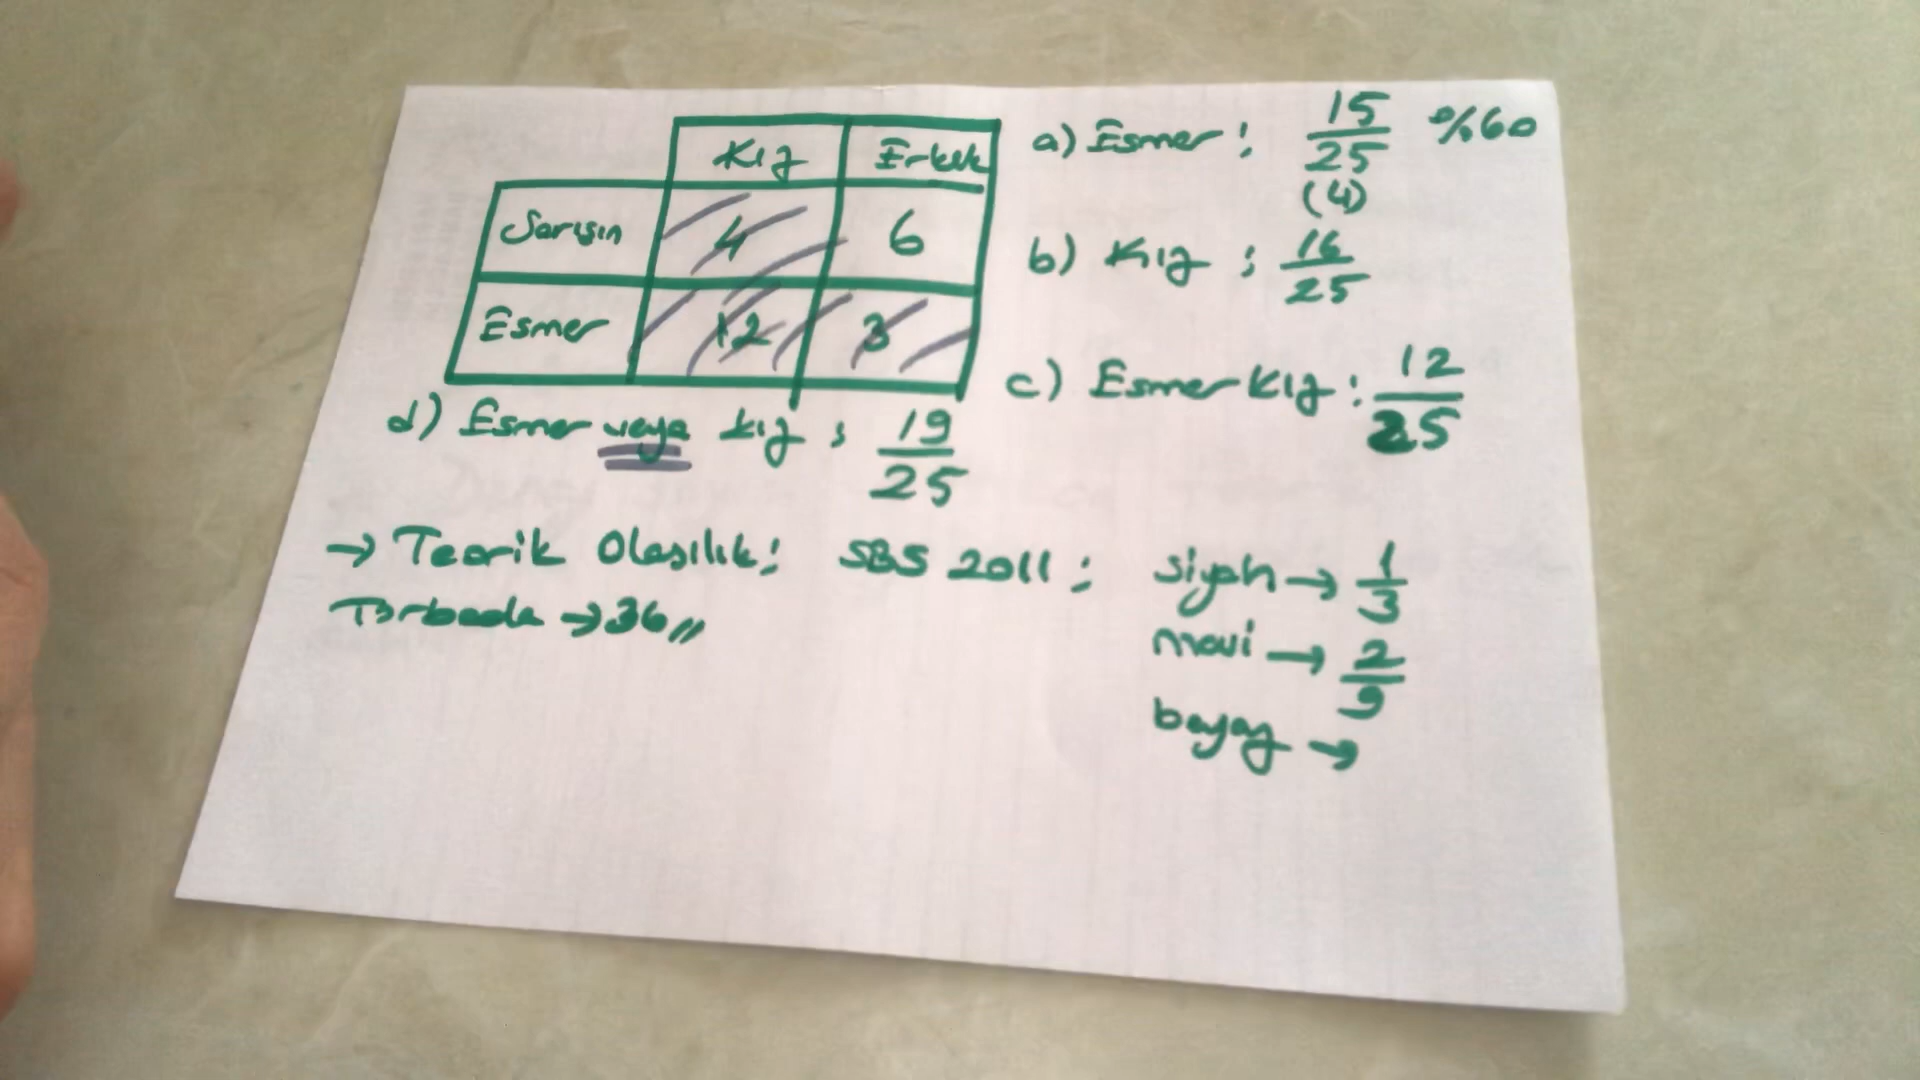 Kız Erkek
Sarışın 4 6
Esmer 12 3
a) Esmer : 15/25 %60
(4)
b) Kız : 16/25
c) Esmer Kız : 12/25
d) Esmer veya kız : 19/25
→ Teorik Olasılık : SBS 2011 : siyah → 1/3
Torbada → 36 //
mavi → 2/9
beyaz →